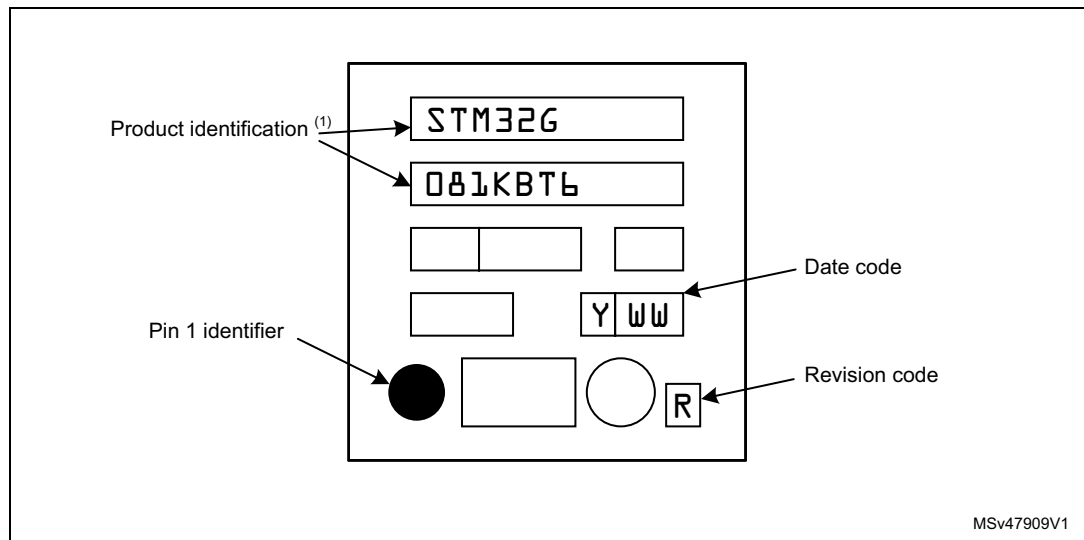 Product identification (1)
STM32G
081KBT6
Date code
Y WW
Pin 1 identifier
Revision code
R
MSv47909V1